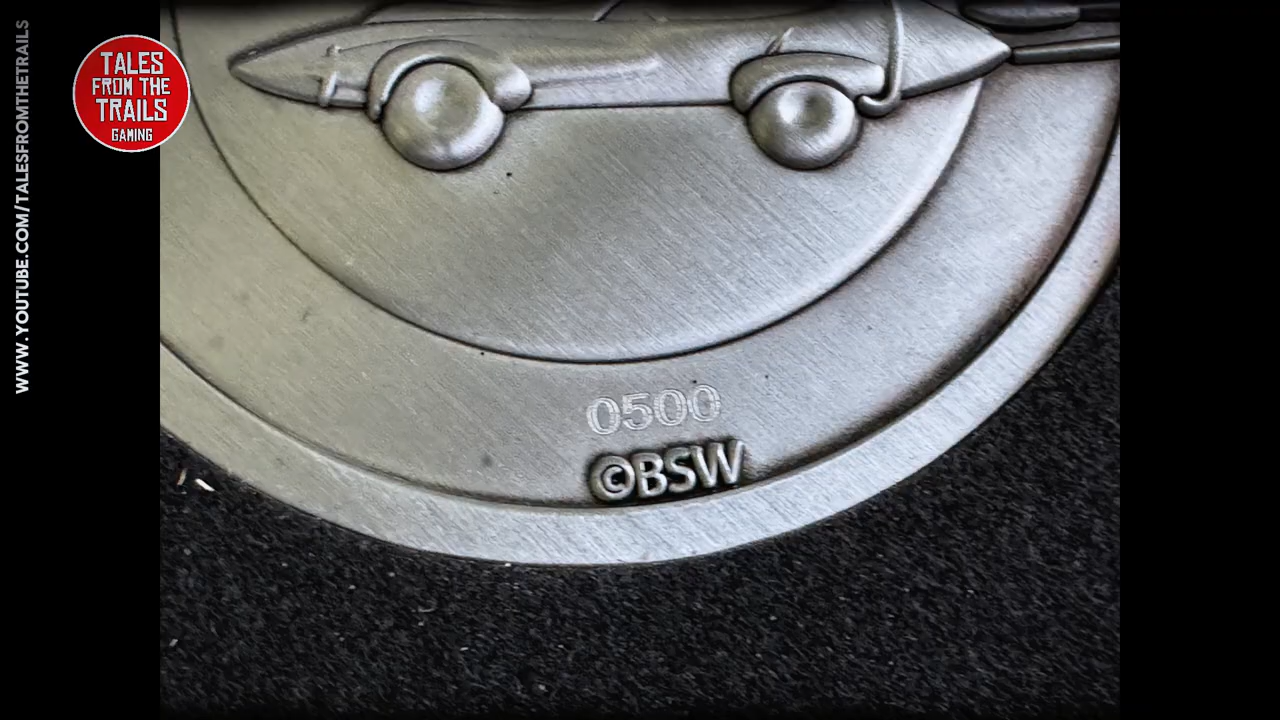 WWW.YOUTUBE.COM/TALESFROMTHETRAILS
TALES
FROM THE
TRAILS
GAMING
0500
©BSW